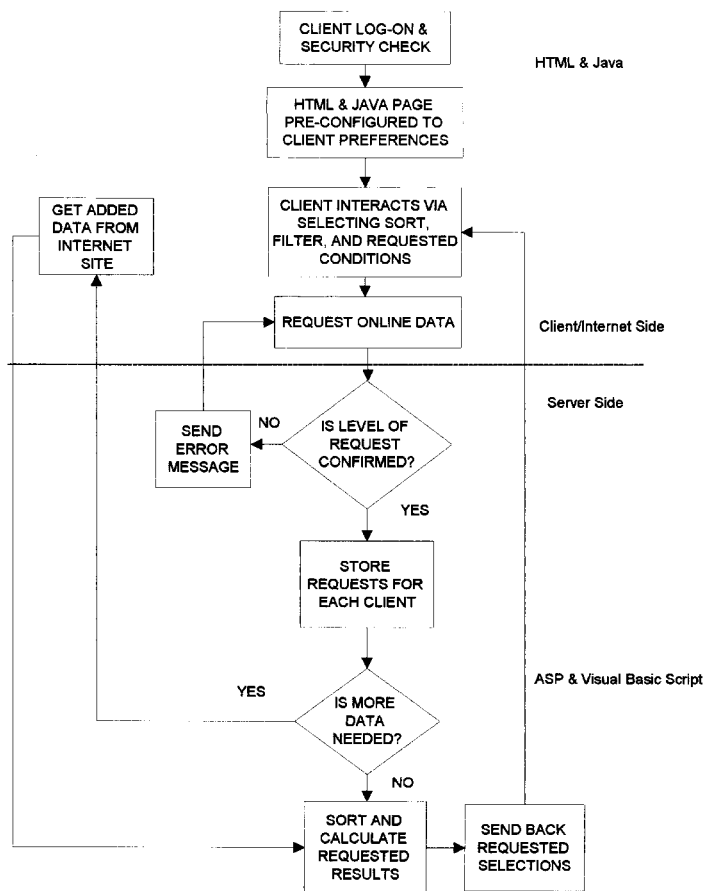 CLIENT LOG-ON &
SECURITY CHECK
HTML & Java
HTML & JAVA PAGE
PRE-CONFIGURED TO
CLIENT PREFERENCES
GET ADDED
DATA FROM
INTERNET
SITE
CLIENT INTERACTS VIA
SELECTING SORT,
FILTER, AND REQUESTED
CONDITIONS
REQUEST ONLINE DATA
Client/Internet Side
Server Side
SEND
ERROR
MESSAGE
NO
IS LEVEL OF
REQUEST
CONFIRMED?
YES
STORE
REQUESTS FOR
EACH CLIENT
ASP & Visual Basic Script
YES
IS MORE
DATA
NEEDED?
NO
SORT AND
CALCULATE
REQUESTED
RESULTS
SEND BACK
REQUESTED
SELECTIONS